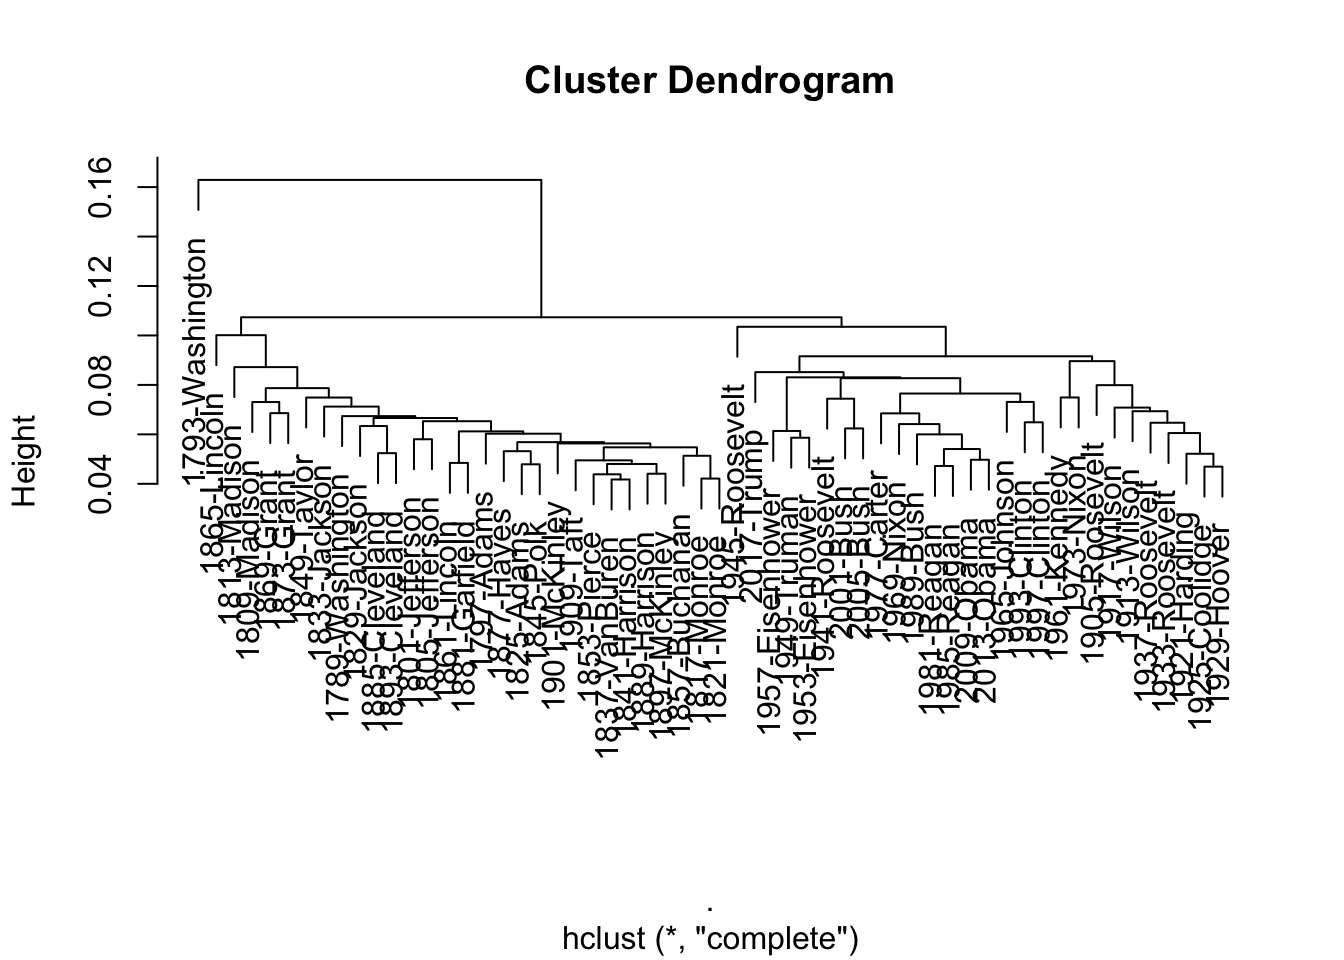 Cluster Dendrogram
Height
0.04
0.08
0.12
0.16
1793-Washington
1865-Lincoln
1813-Madison
1809-Madison
1869-Grant
1873-Grant
1849-Taylor
1833-Jackson
1789-Washington
1829-Jackson
1885-Cleveland
1893-Cleveland
1801-Jefferson
1805-Jefferson
1861-Lincoln
1881-Garfield
1797-Adams
1877-Hayes
1825-Adams
1845-Polk
1901-McKinley
1909-Taft
1853-Pierce
1837-VanBuren
1841-Harrison
1889-Harrison
1897-McKinley
1857-Buchanan
1817-Monroe
1821-Monroe
1945-Roosevelt
2017-Trump
1957-Eisenhower
1949-Truman
1953-Eisenhower
1941-Roosevelt
2001-Bush
2005-Bush
1977-Carter
1969-Nixon
1989-Bush
1981-Reagan
1985-Reagan
2009-Obama
2013-Obama
1965-Johnson
1993-Clinton
1997-Clinton
1961-Kennedy
1973-Nixon
1905-Roosevelt
1917-Wilson
1913-Wilson
1937-Roosevelt
1933-Roosevelt
1921-Harding
1925-Coolidge
1929-Hoover
.
hclust (*, "complete")